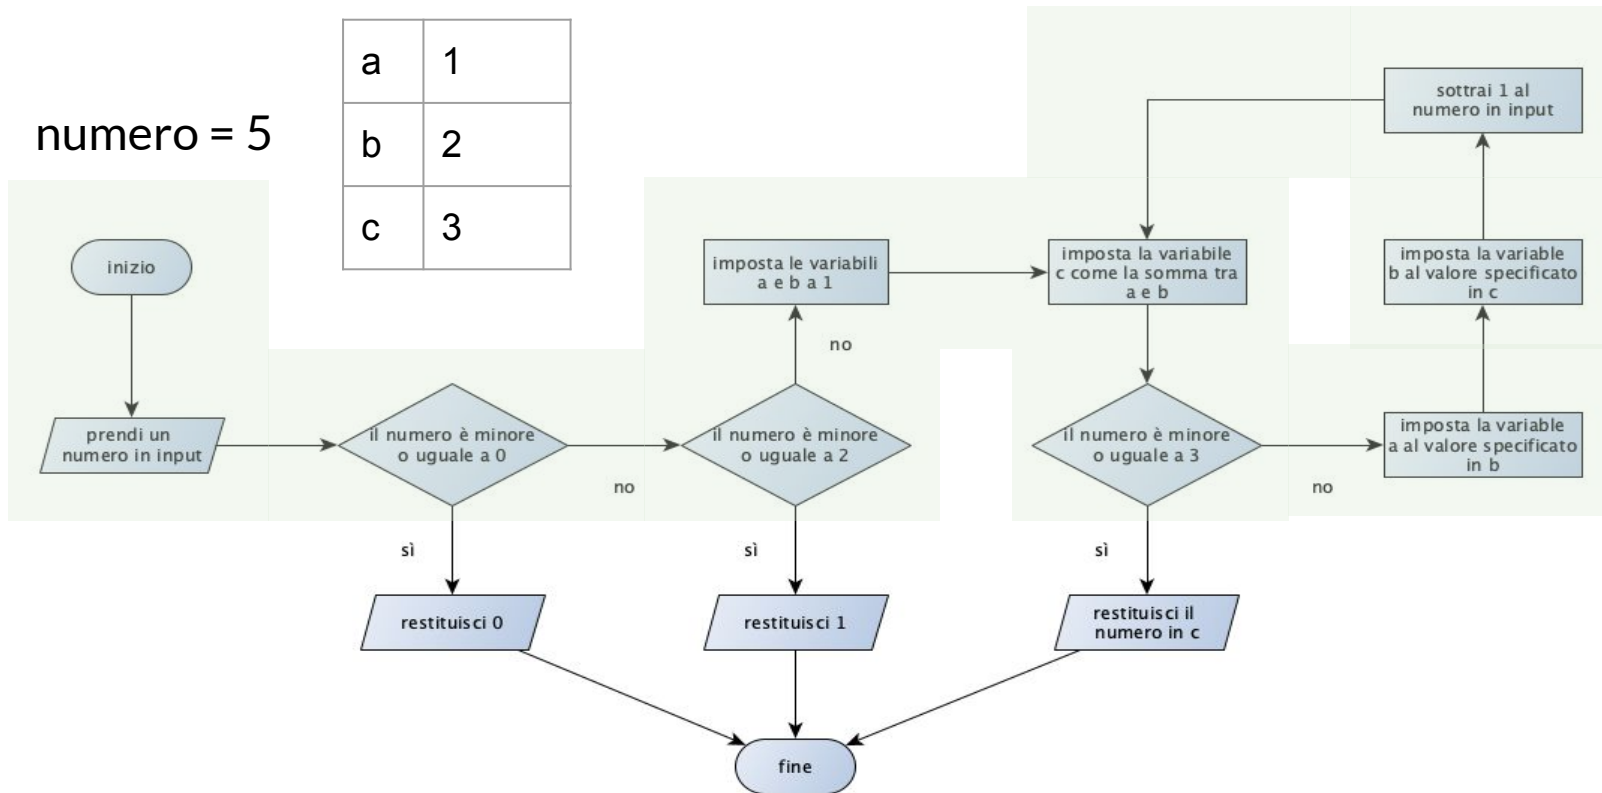 numero = 5
a 1
b 2
c 3
inizio
prendi un
numero in input
il numero è minore
o uguale a 0
no
sì
restituisci 0
il numero è minore
o uguale a 2
no
sì
restituisci 1
imposta le variabili
a e b a 1
imposta la variabile
c come la somma tra
a e b
il numero è minore
o uguale a 3
no
sì
restituisci il
numero in c
imposta la variable
a al valore specificato
in b
imposta la variable
b al valore specificato
in c
sottrai 1 al
numero in input
fine